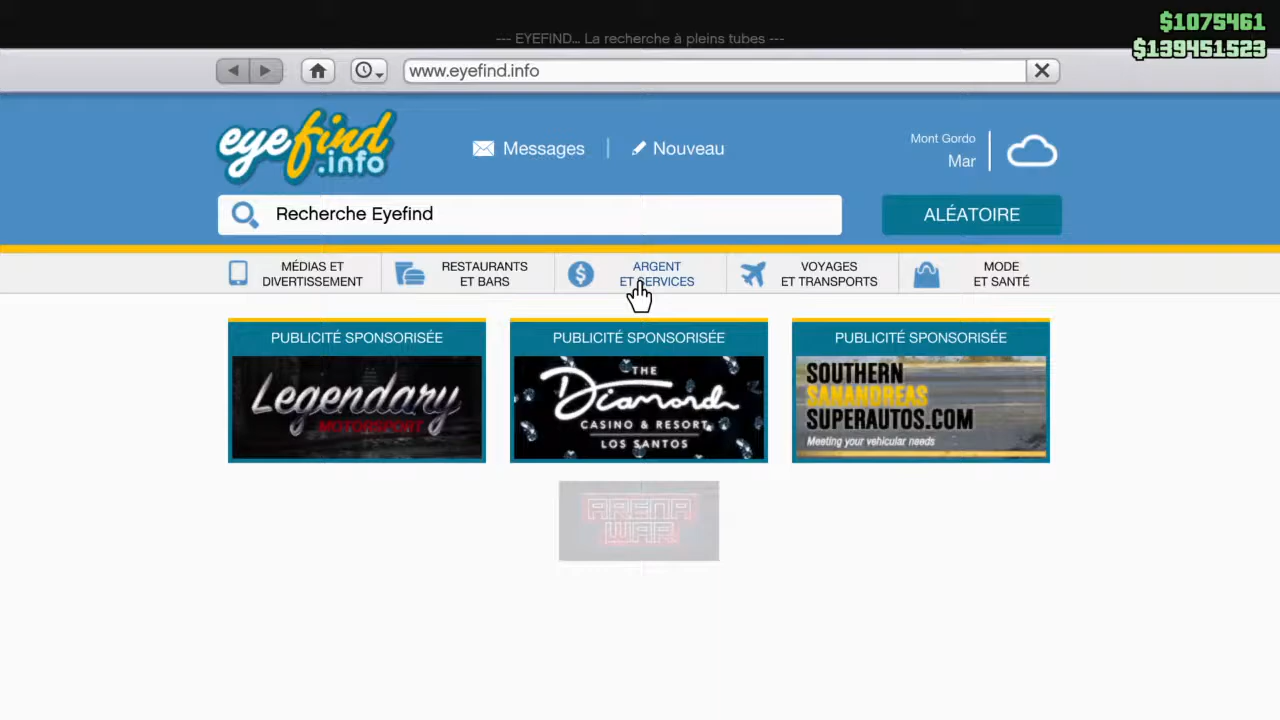 $1075461
$139451523
--- EYEFIND... La recherche à pleins tubes ---
www.eyefind.info
eyefind
.info
Messages
Nouveau
Mont Gordo
Mar
Recherche Eyefind
ALÉATOIRE
MÉDIAS ET
DIVERTISSEMENT
RESTAURANTS
ET BARS
ARGENT
ET SERVICES
VOYAGES
ET TRANSPORTS
MODE
ET SANTÉ
PUBLICITÉ SPONSORISÉE
Legendary
MOTORSPORT
PUBLICITÉ SPONSORISÉE
THE
Diamond
CASINO & RESORT
LOS SANTOS
PUBLICITÉ SPONSORISÉE
SOUTHERN
SANANDREAS
SUPERAUTOS.COM
Meeting your vehicular needs
ARENA
WAR